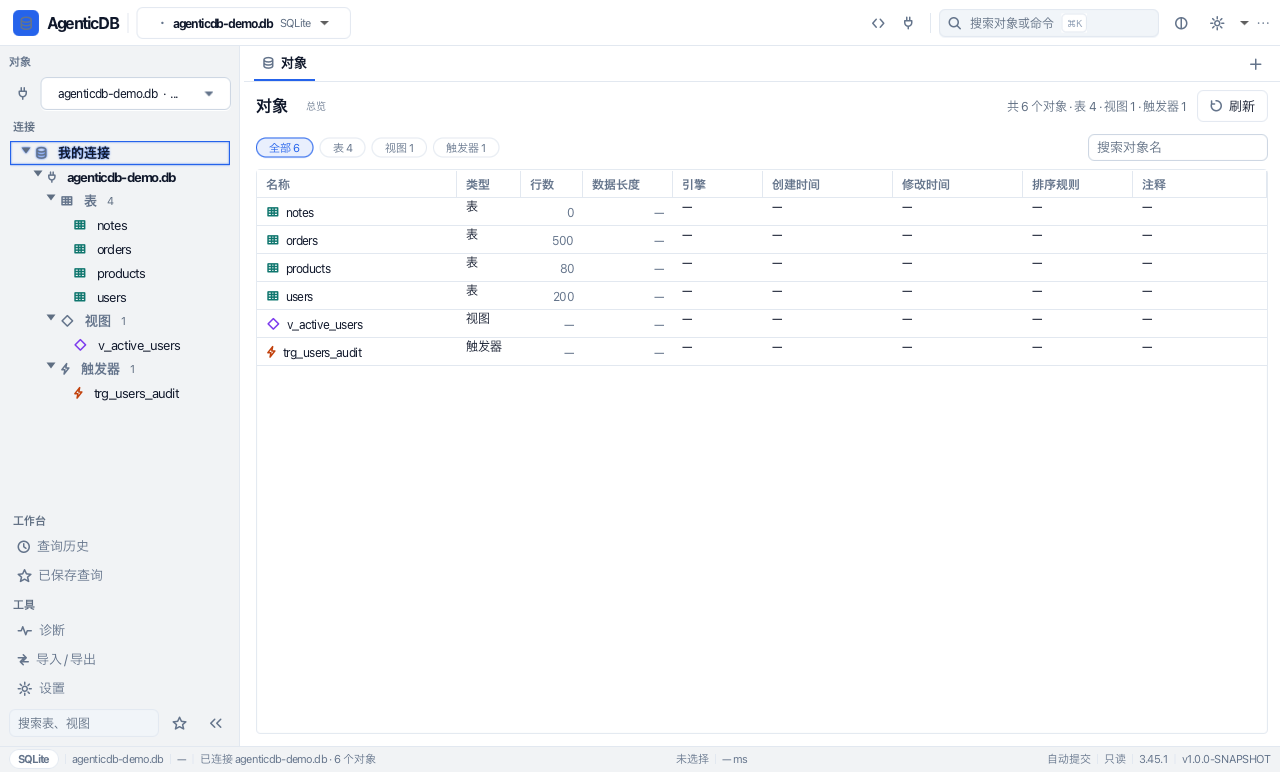 AgenticDB
· agenticdb-demo.db SQLite
搜索对象或命令 ⌘K
对象
agenticdb-demo.db · ...
连接
我的连接
agenticdb-demo.db
表 4
notes
orders
products
users
视图 1
v_active_users
触发器 1
trg_users_audit
工作台
查询历史
已保存查询
工具
诊断
导入/导出
设置
搜索表、视图
对象
对象 总览
共 6 个对象 · 表 4 · 视图 1 · 触发器 1 刷新
全部 6 表 4 视图 1 触发器 1 搜索对象名
名称 类型 行数 数据长度 引擎 创建时间 修改时间 排序规则 注释
notes 表 0 — — — — — —
orders 表 500 — — — — — —
products 表 80 — — — — — —
users 表 200 — — — — — —
v_active_users 视图 — — — — — — —
trg_users_audit 触发器 — — — — — — —
SQLite agenticdb-demo.db — 已连接 agenticdb-demo.db · 6 个对象 未选择 — ms 自动提交 只读 3.45.1 v1.0.0-SNAPSHOT